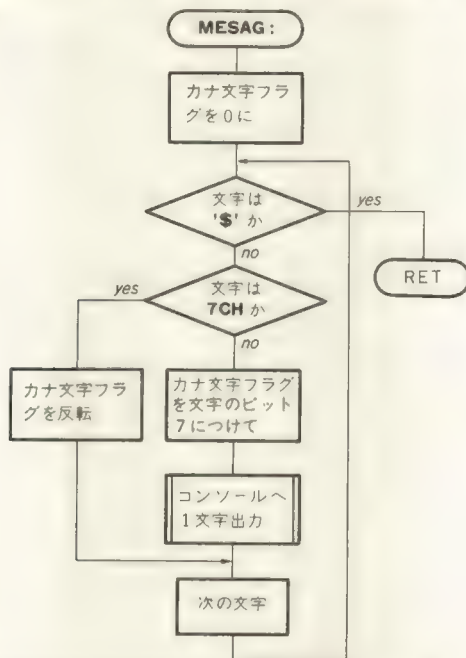 MESAG:
カナ文字フラ
グを0に
文字は
'$' か
yes
no
RET
文字は
7CH か
yes
no
カナ文字フラ
グを反転
カナ文字フラグ
を文字のビット
7につけて
コンソールへ
1文字出力
次の文字